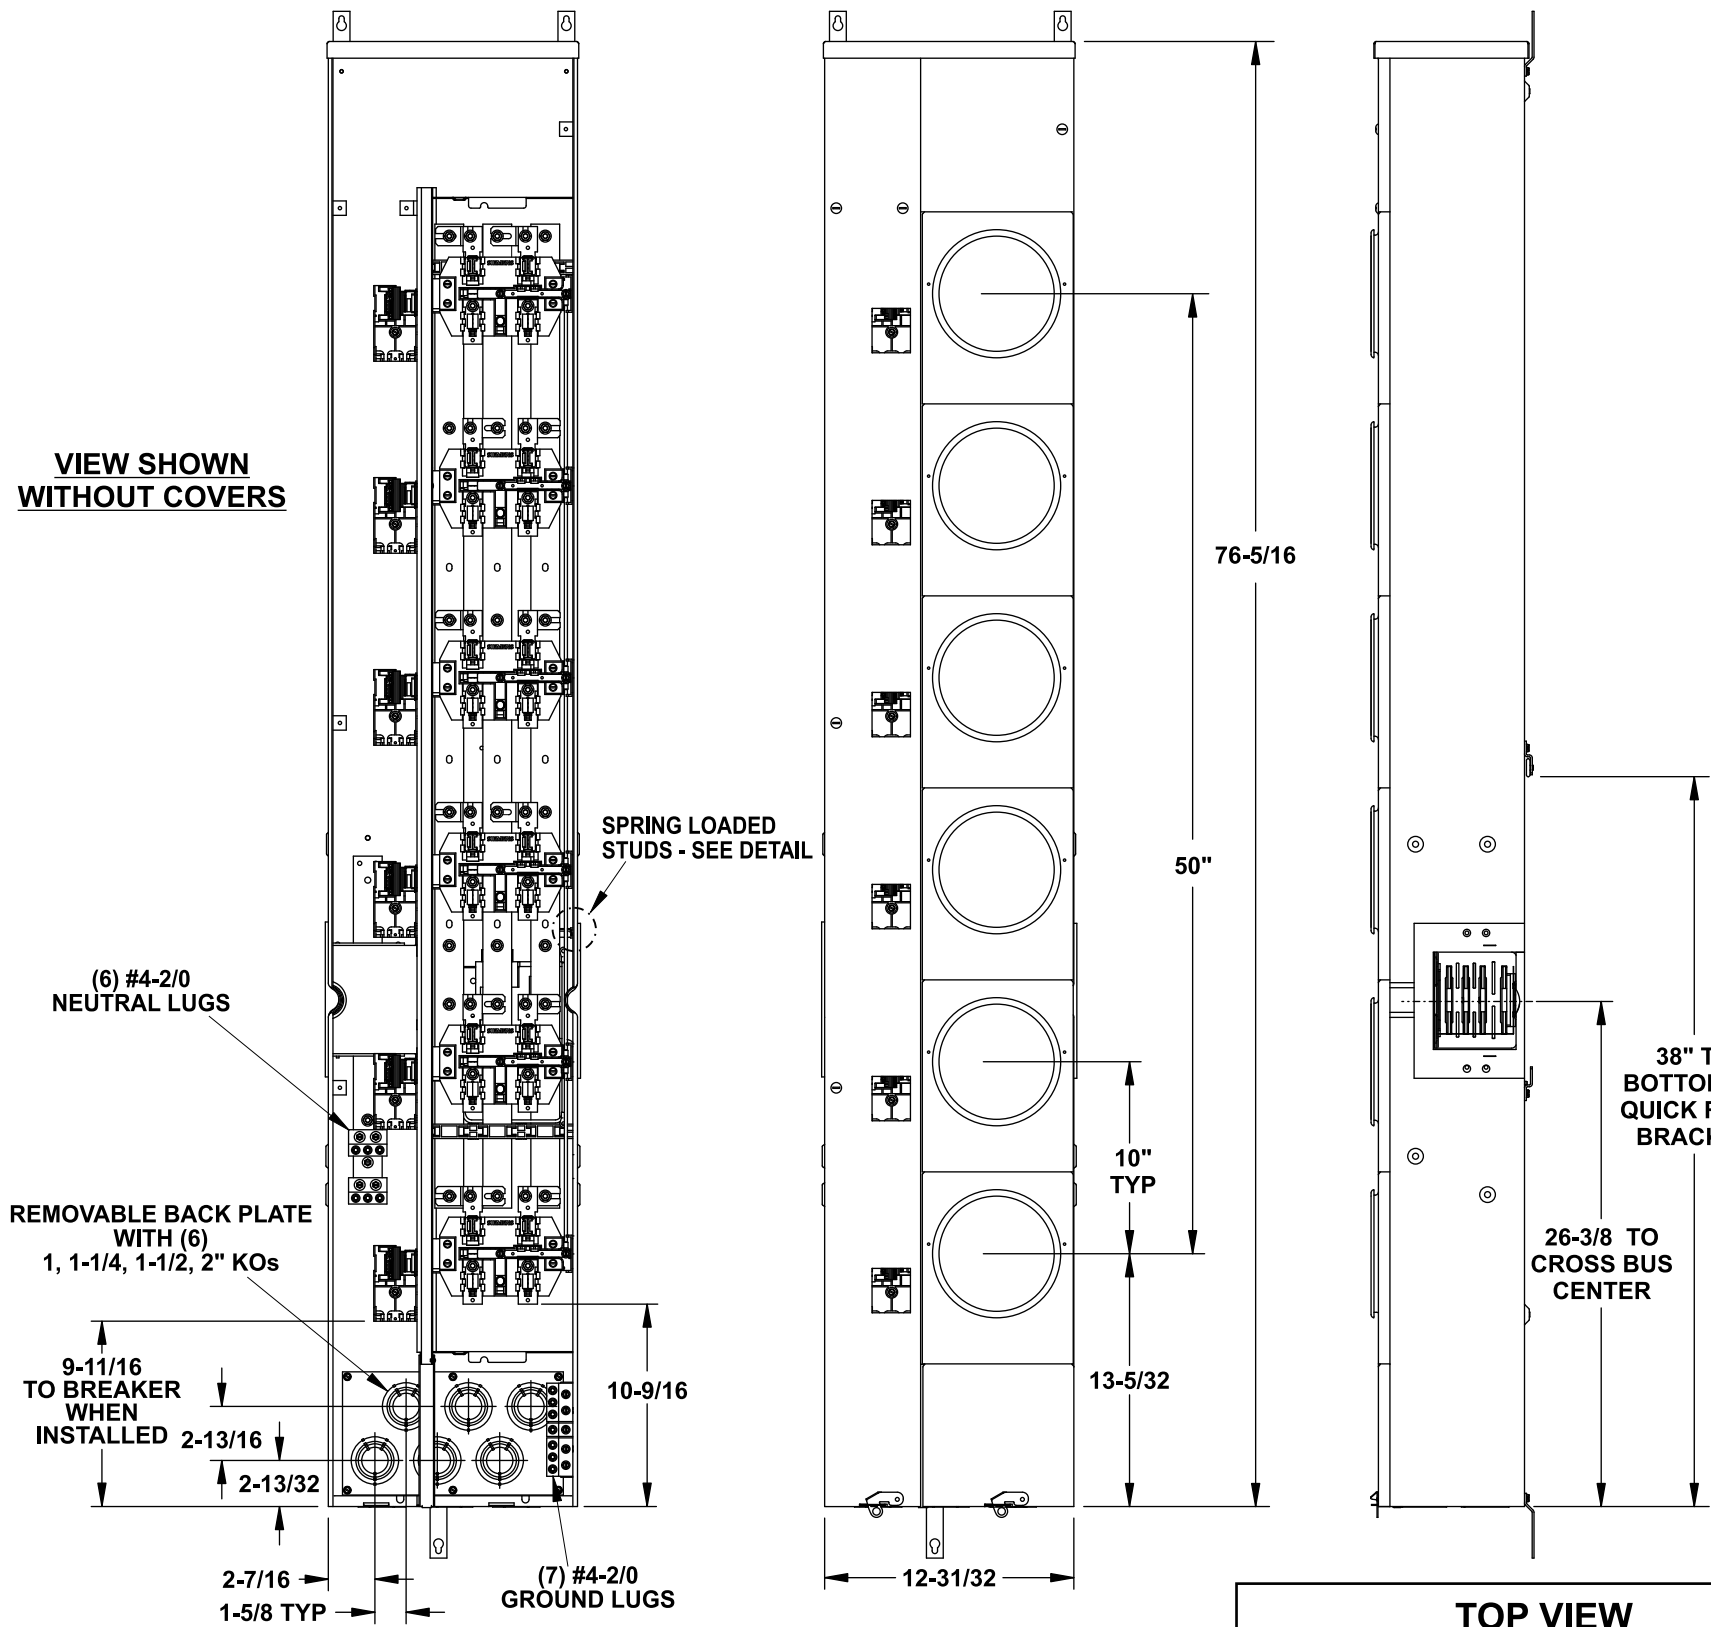 VIEW SHOWN
WITHOUT COVERS
(6) #4-2/0
NEUTRAL LUGS
REMOVABLE BACK PLATE
WITH (6)
1, 1-1/4, 1-1/2, 2" KOs
9-11/16
TO BREAKER
WHEN
INSTALLED
2-13/16
2-13/32
2-7/16
1-5/8 TYP
SPRING LOADED
STUDS - SEE DETAIL
10-9/16
(7) #4-2/0
GROUND LUGS
76-5/16
50"
10"
TYP
13-5/32
12-31/32
26-3/8 TO
CROSS BUS
CENTER
38" T
BOTTO
QUICK
BRAC
TOP VIEW